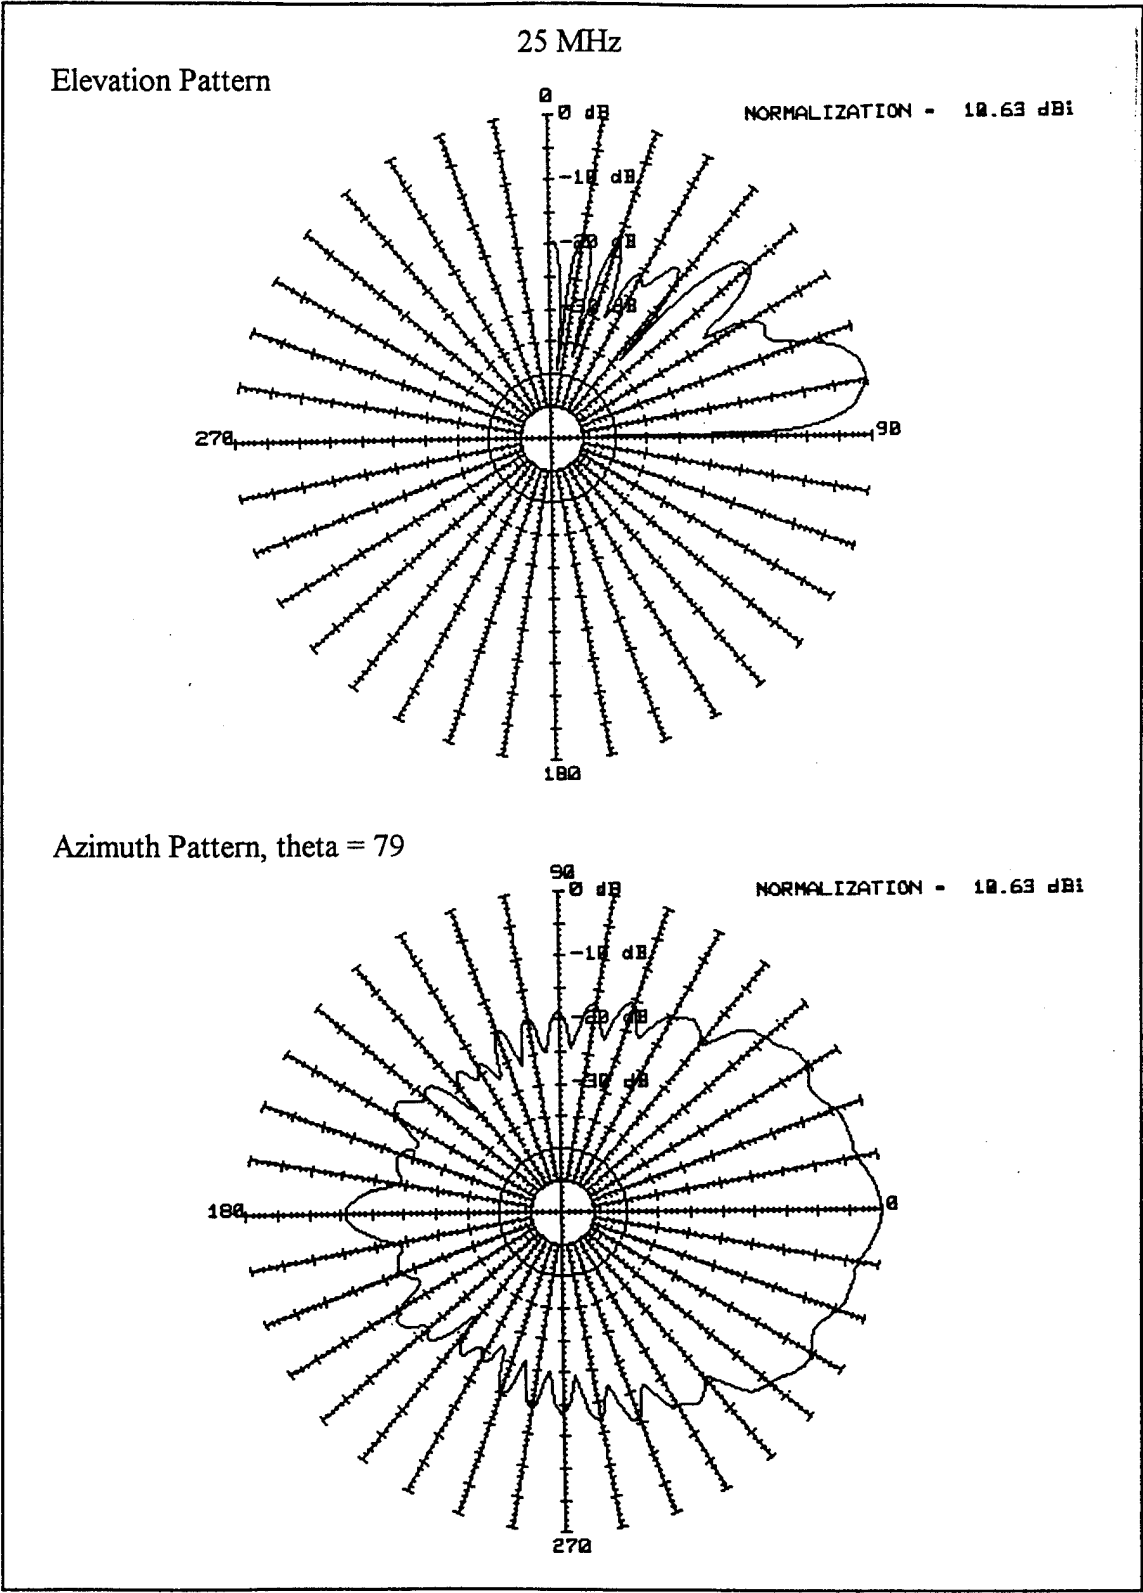 25 MHz
Elevation Pattern
0
0 dB
NORMALIZATION - 10.63 dBi
-10 dB
-20 dB
-30 dB
270
90
180
Azimuth Pattern, theta = 79
90
0 dB
NORMALIZATION - 10.63 dBi
-10 dB
-20 dB
-30 dB
180
0
270